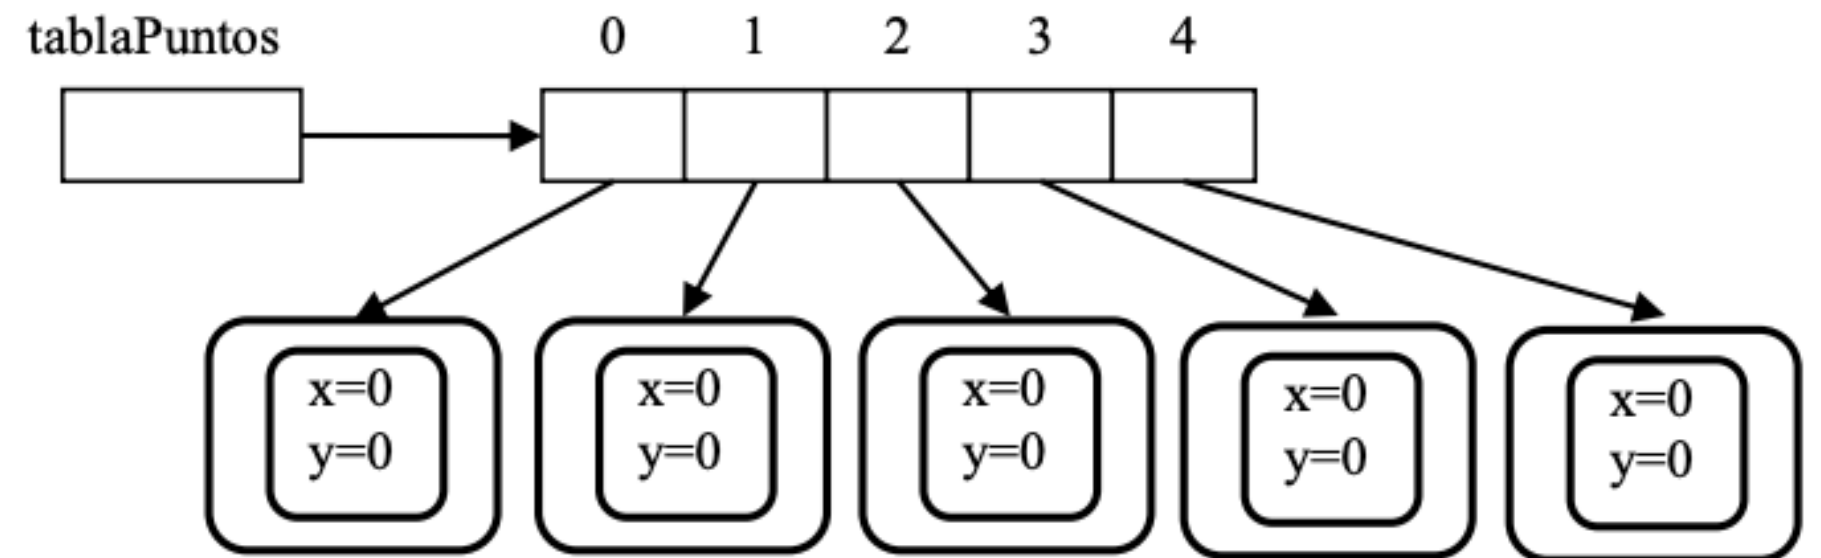 tablaPuntos 0 1 2 3 4
x=0 x=0 x=0 x=0 x=0
y=0 y=0 y=0 y=0 y=0